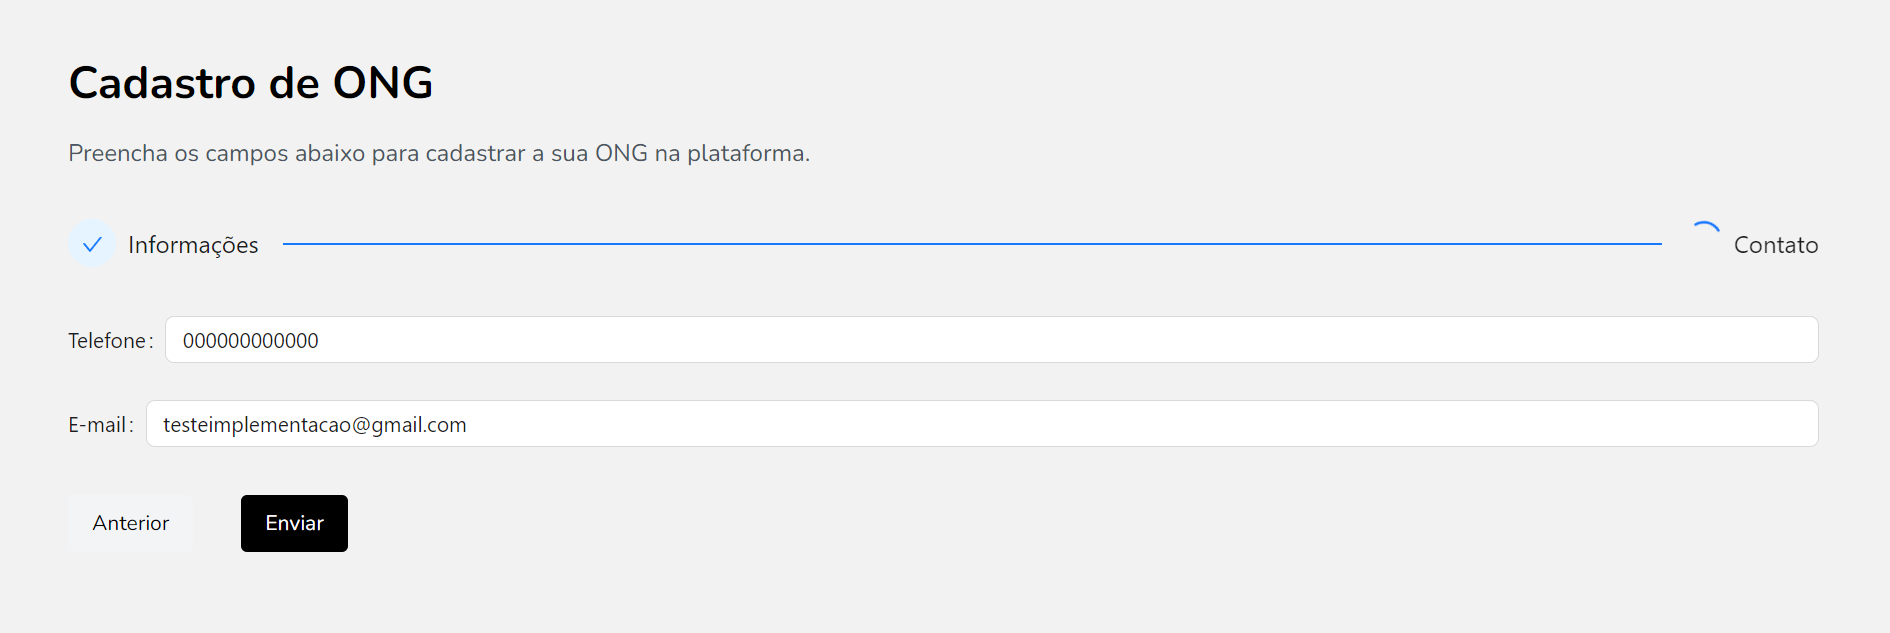 Cadastro de ONG
Preencha os campos abaixo para cadastrar a sua ONG na plataforma.
Informações
Contato
Telefone: 000000000000
E-mail: testeimplementacao@gmail.com
Anterior
Enviar